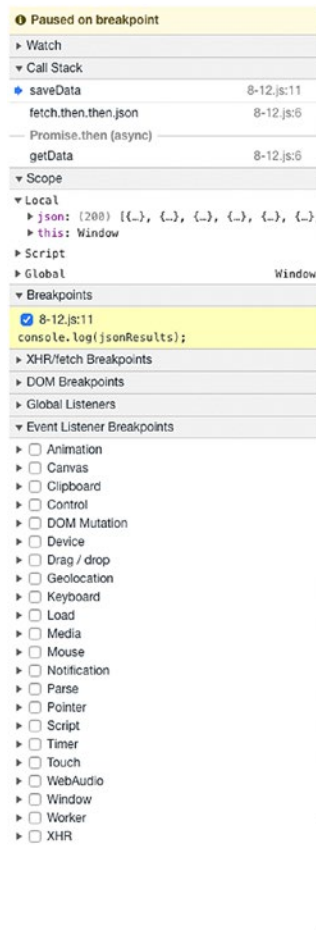 Paused on breakpoint
Watch
Call Stack
saveData 8-12.js:11
fetch.then.then.json 8-12.js:6
Promise.then (async)
getData 8-12.js:6
Scope
Local
json: (200) [{…}, {…}, {…}, {…}, {…}, {…}
this: Window
Script
Global Window
Breakpoints
8-12.js:11
console.log(jsonResults);
XHR/fetch Breakpoints
DOM Breakpoints
Global Listeners
Event Listener Breakpoints
Animation
Canvas
Clipboard
Control
DOM Mutation
Device
Drag / drop
Geolocation
Keyboard
Load
Media
Mouse
Notification
Parse
Pointer
Script
Timer
Touch
WebAudio
Window
Worker
XHR